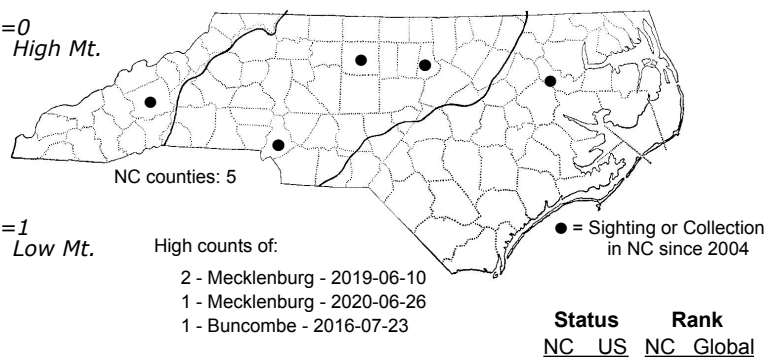 =0
High Mt.
NC counties: 5
=1
Low Mt.
High counts of:
2 - Mecklenburg - 2019-06-10
1 - Mecklenburg - 2020-06-26
1 - Buncombe - 2016-07-23
● = Sighting or Collection
in NC since 2004
Status Rank
NC US NC Global